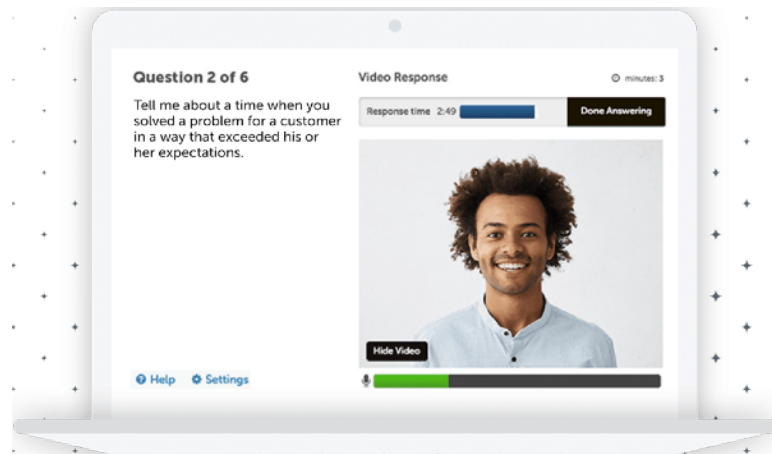 Question 2 of 6
Tell me about a time when you
solved a problem for a customer
in a way that exceeded his or
her expectations.
Help Settings
Video Response
minutes: 3
Response time 2:49
Done Answering
Hide Video